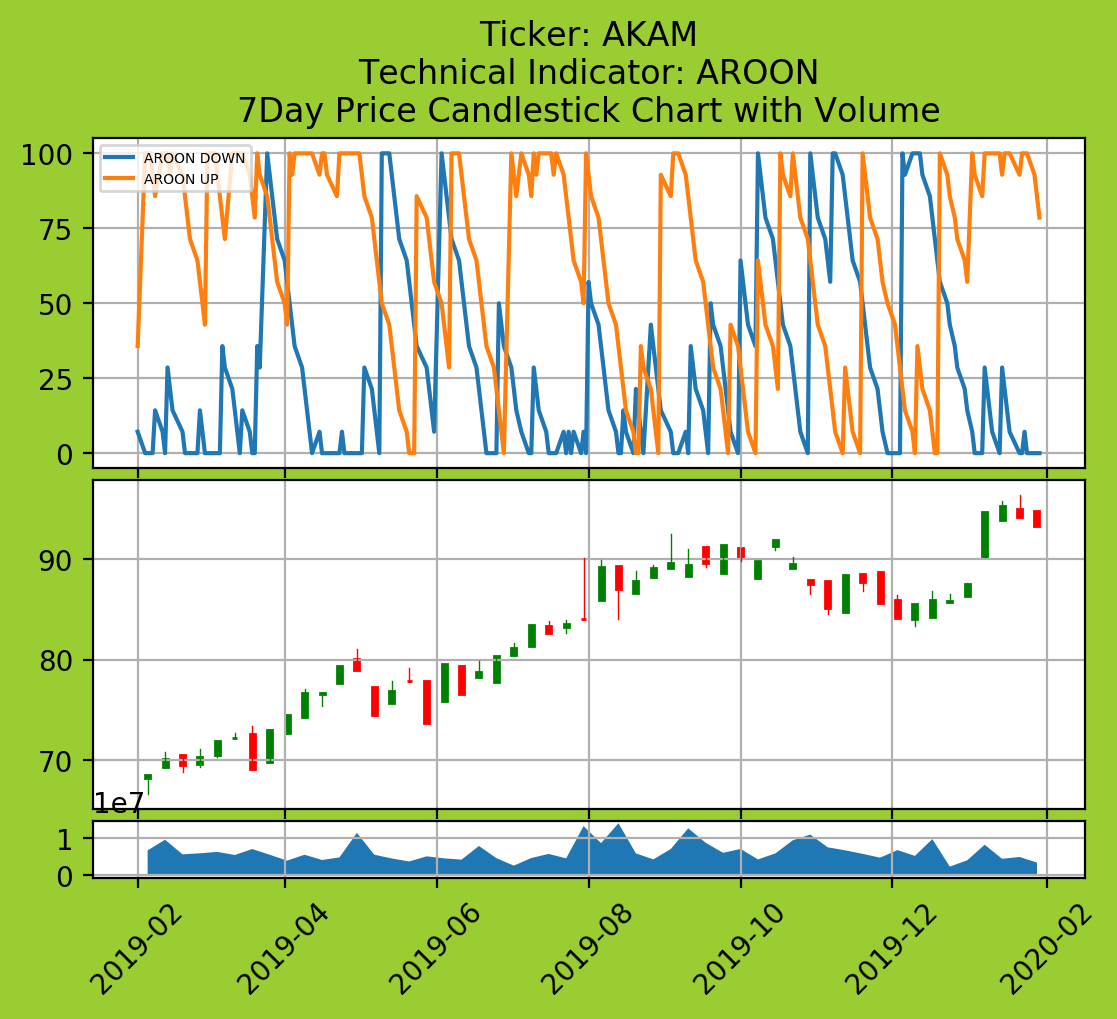 Ticker: AKAM
Technical Indicator: AROON
7Day Price Candlestick Chart with Volume
100
75
50
25
0
AROON DOWN
AROON UP
90
80
70
1e7
1
0
2019-02
2019-04
2019-06
2019-08
2019-10
2019-12
2020-02